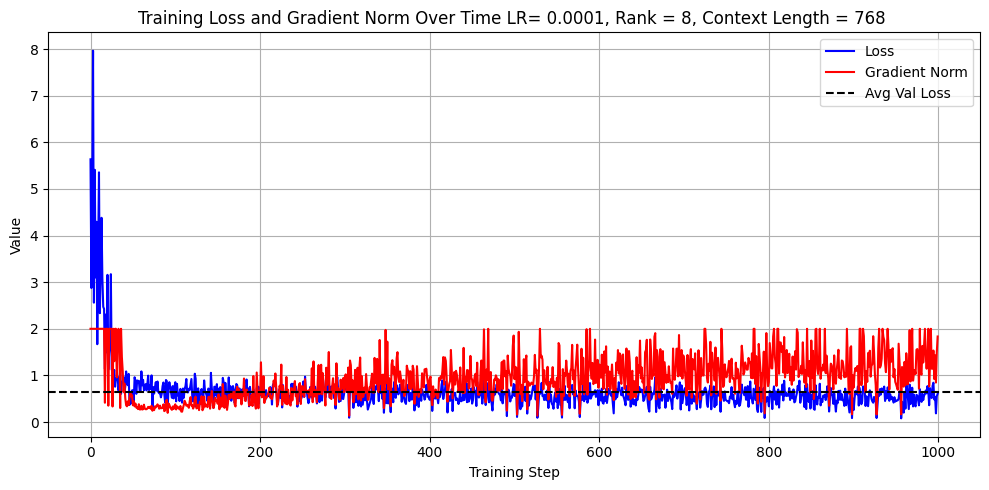 Training Loss and Gradient Norm Over Time LR= 0.0001, Rank = 8, Context Length = 768
Loss
Gradient Norm
Avg Val Loss
Value
8
7
6
5
4
3
2
1
0
0
200
400
600
800
1000
Training Step